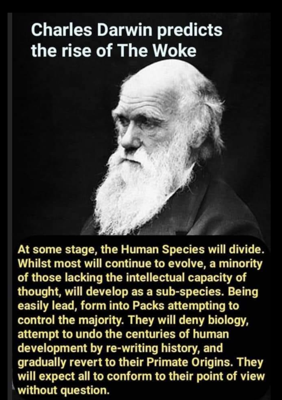 Charles Darwin predicts
the rise of The Woke
At some stage, the Human Species will divide.
Whilst most will continue to evolve, a minority
of those lacking the intellectual capacity of
thought, will develop as a sub-species. Being
easily lead, form into Packs attempting to
control the majority. They will deny biology,
attempt to undo the centuries of human
development by re-writing history, and
gradually revert to their Primate Origins. They
will expect all to conform to their point of view
without question.